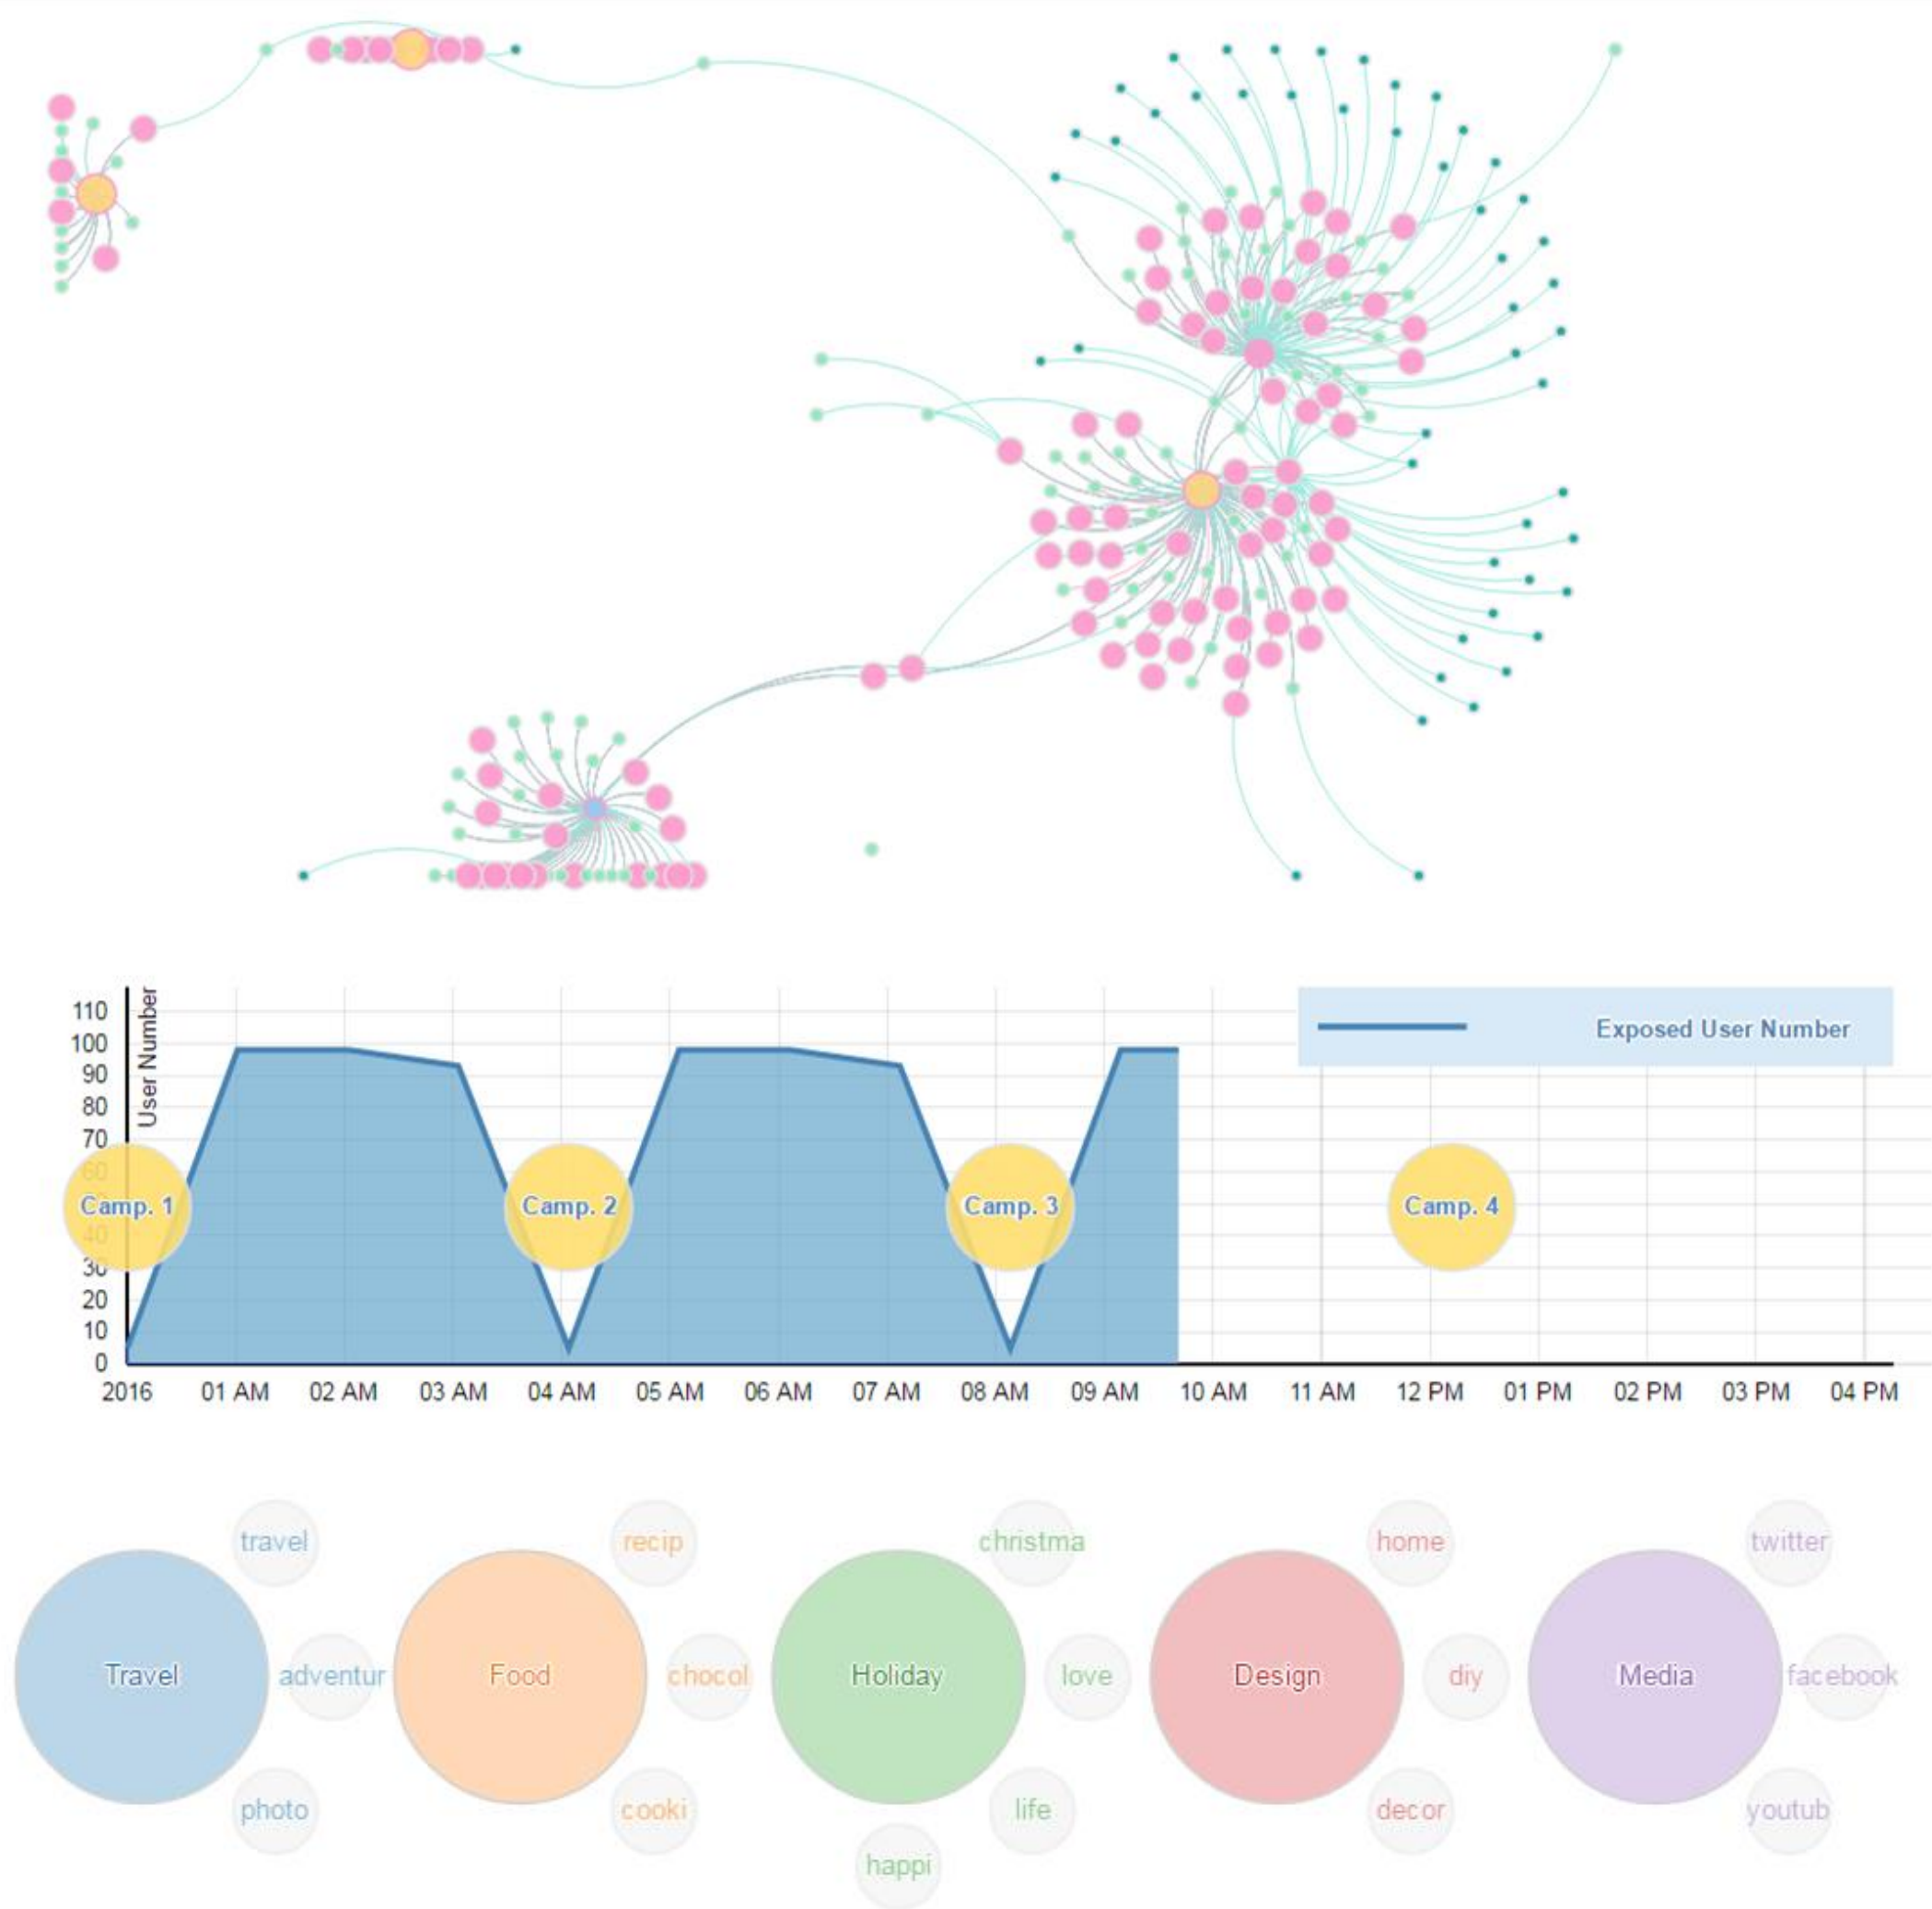 110
100
90
80
70
60
40
30
20
10
0
User Number
Exposed User Number
Camp. 1
Camp. 2
Camp. 3
Camp. 4
2016 01 AM 02 AM 03 AM 04 AM 05 AM 06 AM 07 AM 08 AM 09 AM 10 AM 11 AM 12 PM 01 PM 02 PM 03 PM 04 PM
travel recip christma home twitter
Travel adventur Food chocol Holiday love Design diy Media facebook
photo cooki life decor youtub
happi